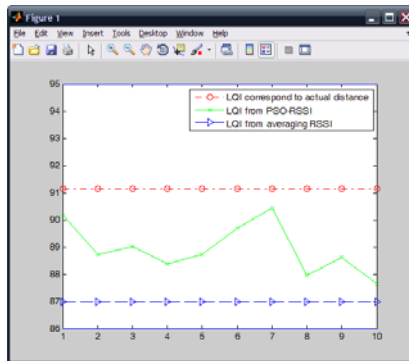 Figure 1
File Edit View Insert Tools Desktop Window Help
95
94
93
92
91
90
89
88
87
86
LQI correspond to actual distance
LQI from PSO-RSSI
LQI from averaging RSSI
1 2 3 4 5 6 7 8 9 10